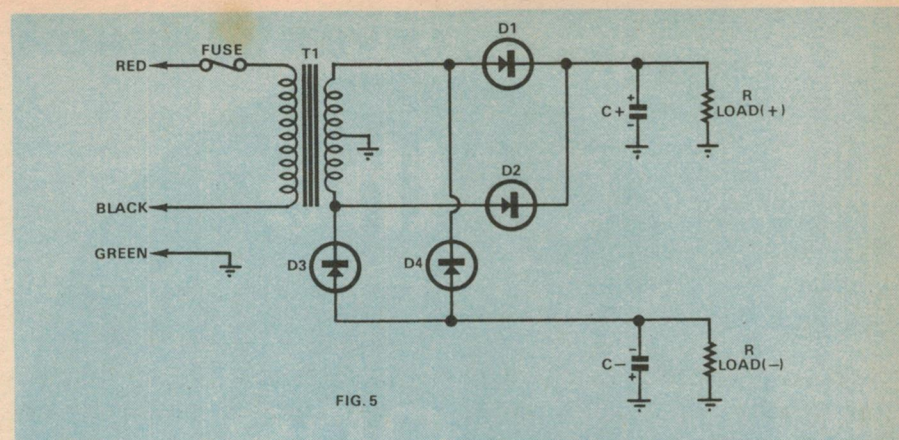 D1
FUSE
T1
RED
C+
+
-
R
LOAD(+)
D2
BLACK
GREEN
D3
D4
C-
-
+
R
LOAD(-)
FIG. 5